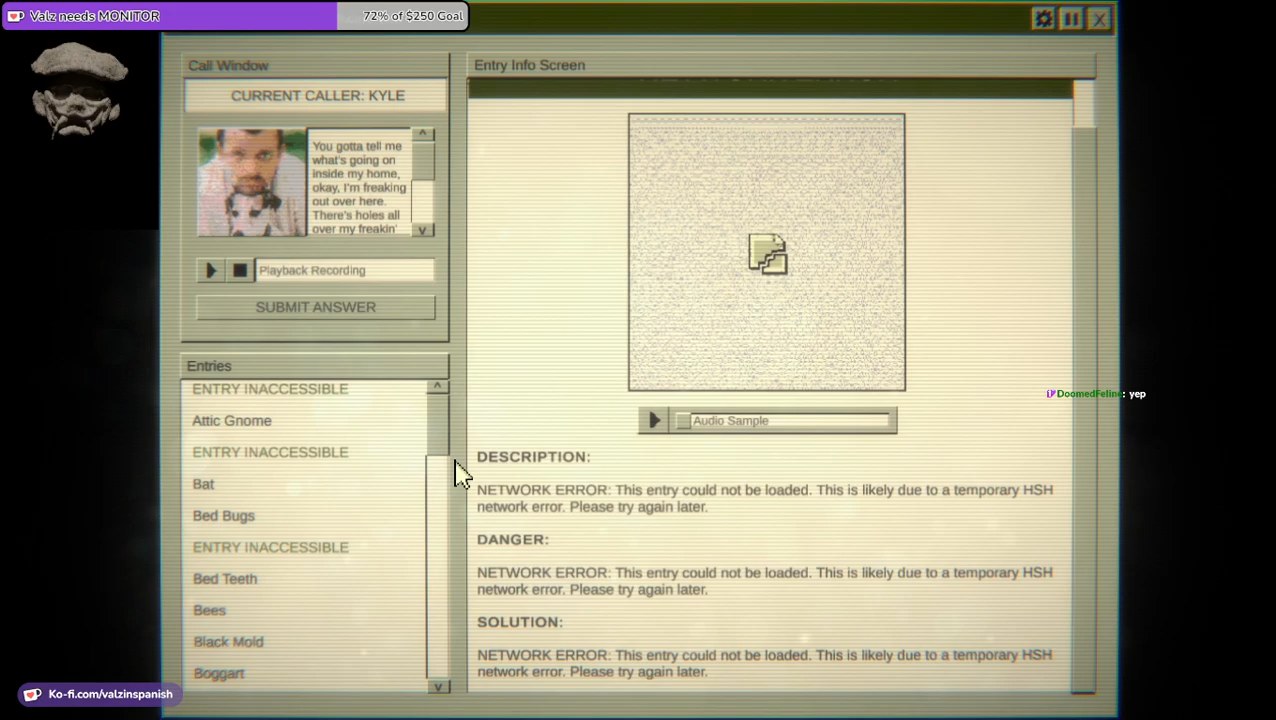 Valz needs MONITOR
72% of $250 Goal
X
Call Window
CURRENT CALLER: KYLE
You gotta tell me
what's going on
inside my home,
okay, I'm freaking
out over here.
There's holes all
over my freakin'
Playback Recording
SUBMIT ANSWER
Entries
ENTRY INACCESSIBLE
Attic Gnome
ENTRY INACCESSIBLE
Bat
Bed Bugs
ENTRY INACCESSIBLE
Bed Teeth
Bees
Black Mold
Boggart
Entry Info Screen
Audio Sample
DESCRIPTION:
NETWORK ERROR: This entry could not be loaded. This is likely due to a temporary HSH
network error. Please try again later.
DANGER:
NETWORK ERROR: This entry could not be loaded. This is likely due to a temporary HSH
network error. Please try again later.
SOLUTION:
NETWORK ERROR: This entry could not be loaded. This is likely due to a temporary HSH
network error. Please try again later.
DoomedFeline: yep
Ko-fi.com/valzinspanish